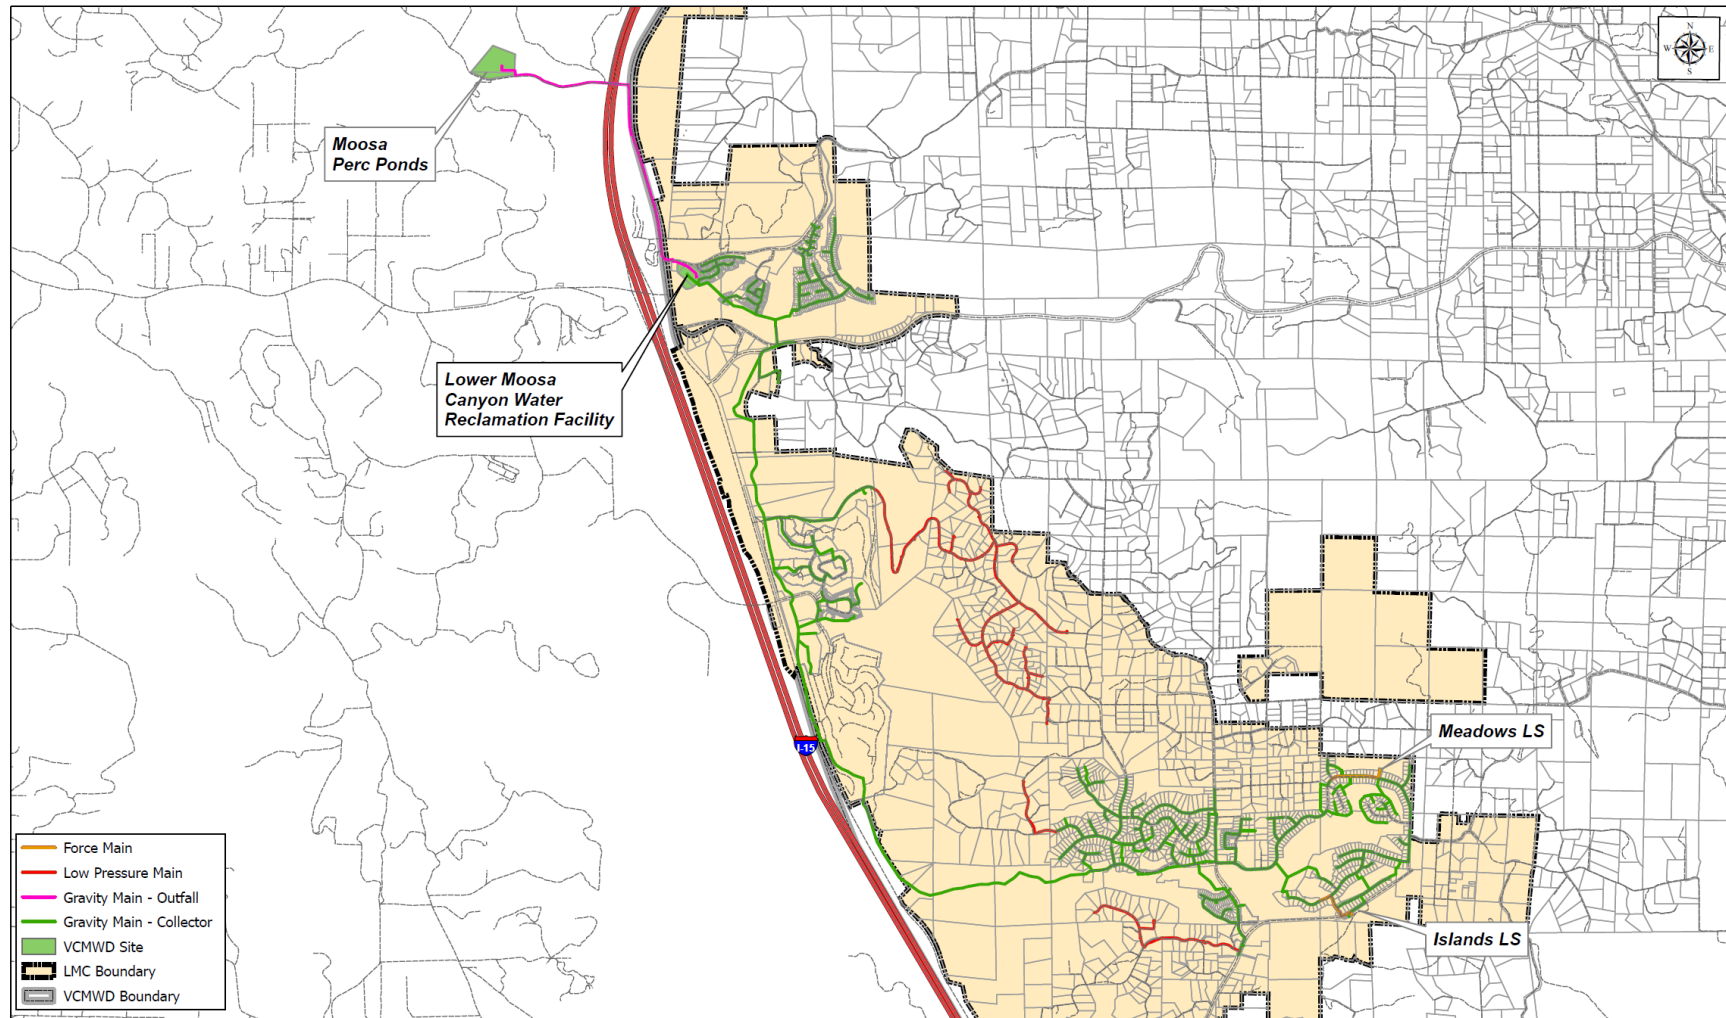 N
W E
S
Moosa
Perc Ponds
Lower Moosa
Canyon Water
Reclamation Facility
I-15
Meadows LS
Islands LS
Force Main
Low Pressure Main
Gravity Main - Outfall
Gravity Main - Collector
VCMWD Site
LMC Boundary
VCMWD Boundary